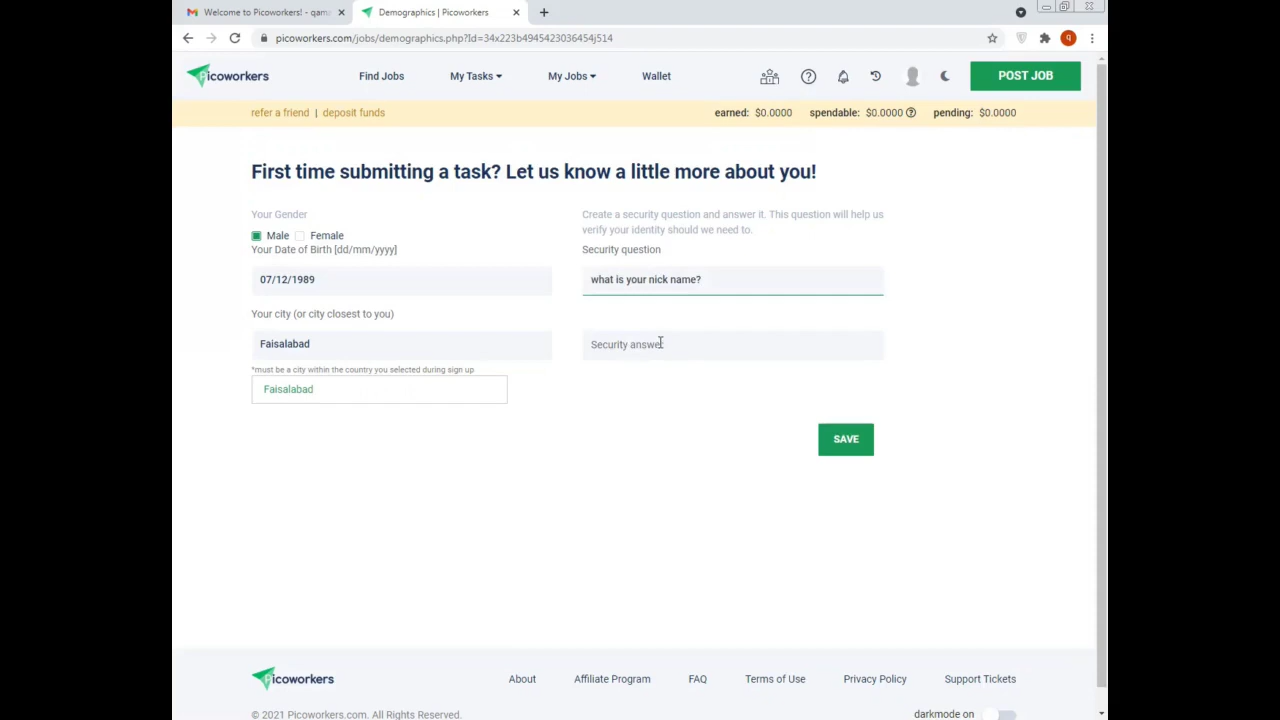 Welcome to Picoworkers! - qama
Demographics | Picoworkers
picoworkers.com/jobs/demographics.php?Id=34x223b4945423036454j514
q
Picoworkers
Find Jobs
My Tasks
My Jobs
Wallet
POST JOB
refer a friend | deposit funds
earned: $0.0000
spendable: $0.0000
pending: $0.0000
First time submitting a task? Let us know a little more about you!
Your Gender
Male Female
Your Date of Birth [dd/mm/yyyy]
07/12/1989
Your city (or city closest to you)
Faisalabad
*must be a city within the country you selected during sign up
Faisalabad
Create a security question and answer it. This question will help us
verify your identity should we need to.
Security question
what is your nick name?
Security answer
SAVE
Picoworkers
About
Affiliate Program
FAQ
Terms of Use
Privacy Policy
Support Tickets
© 2021 Picoworkers.com. All Rights Reserved.
darkmode on